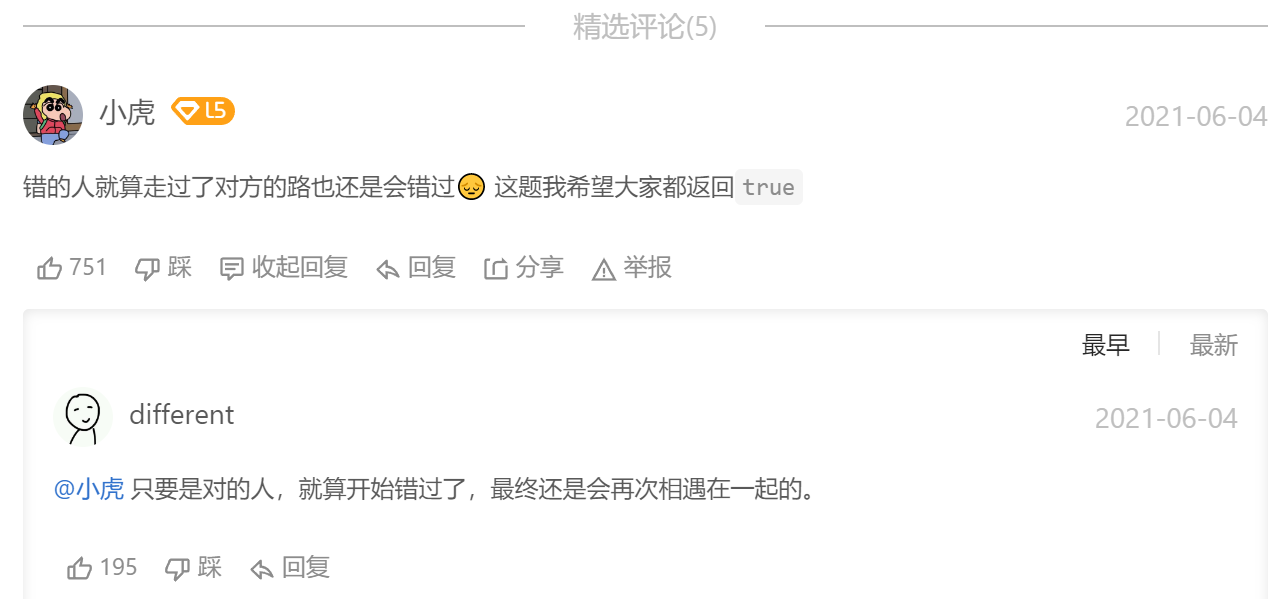 精选评论(5)
小虎 L5 2021-06-04
错的人就算走过了对方的路也还是会错过😔 这题我希望大家都返回 true
751 踩 收起回复 回复 分享 举报
最早 最新
different 2021-06-04
@小虎 只要是对的人，就算开始错过了，最终还是会再次相遇在一起的。
195 踩 回复